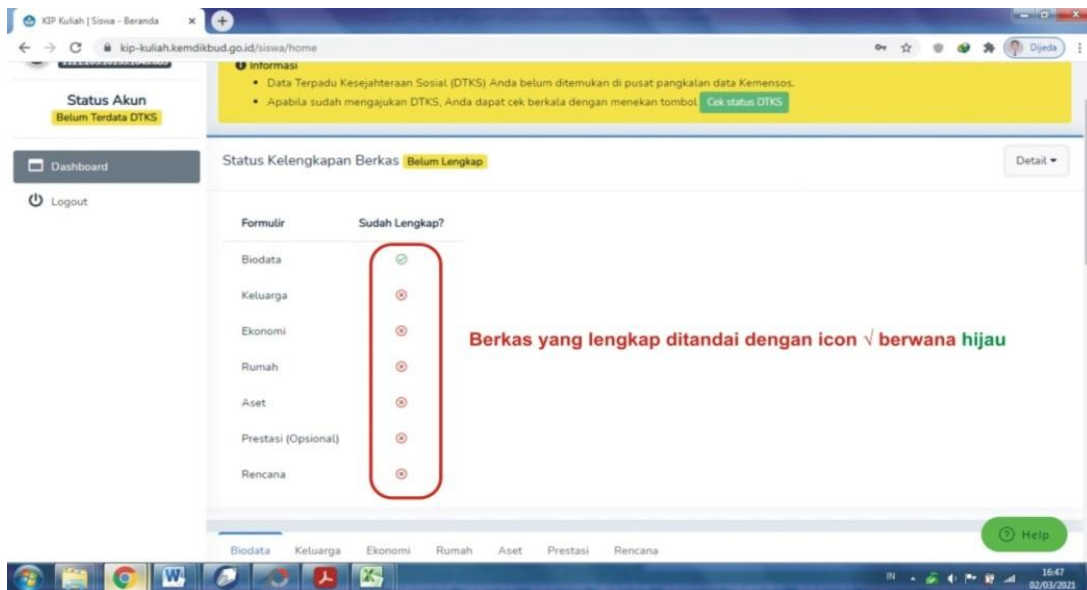 KIP Kuliah | Siswa - Beranda
kip-kuliah.kemdikbud.go.id/siswa/home
Dijeda
Informasi
Data Terpadu Kesejahteraan Sosial (DTKS) Anda belum ditemukan di pusat pangkalan data Kemensos.
Apabila sudah mengajukan DTKS, Anda dapat cek berkala dengan menekan tombol Cek status DTKS
Status Akun
Belum Terdata DTKS
Dashboard
Logout
Status Kelengkapan Berkas Belum Lengkap
Detail
Formulir Sudah Lengkap?
Biodata
Keluarga
Ekonomi
Rumah
Aset
Prestasi (Opsional)
Rencana
Berkas yang lengkap ditandai dengan icon √ berwana hijau
Help
Biodata Keluarga Ekonomi Rumah Aset Prestasi Rencana
IN
16:47
02/03/2021